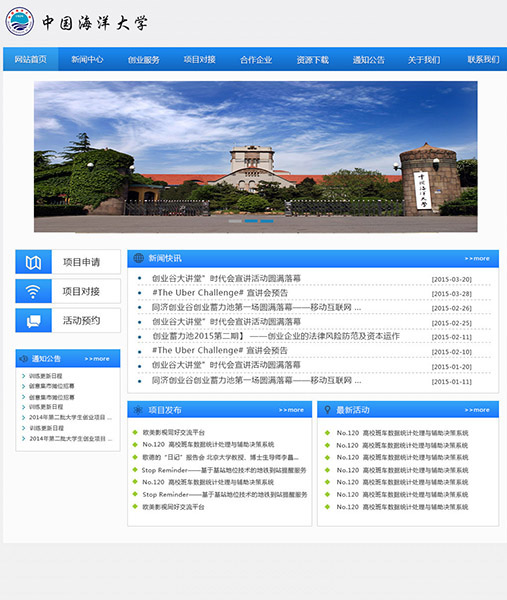 中国海洋大学
网站首页 新闻中心 创业服务 项目对接 合作企业 资源下载 通知公告 关于我们 联系我们
中国海洋大学
项目申请
项目对接
活动预约
通知公告 >>more
训练更新日程
创意集市摊位招募
创意集市摊位招募
训练更新日程
2014年第二批大学生创业项目 ...
训练更新日程
2014年第二批大学生创业项目 ...
新闻快讯 >>more
创业谷大讲堂”时代会宣讲活动圆满落幕 [2015-03-20]
#The Uber Challenge# 宣讲会预告 [2015-03-28]
同济创业谷创业蓄力池第一场圆满落幕——移动互联网 ... [2015-02-26]
创业谷大讲堂”时代会宣讲活动圆满落幕 [2015-02-25]
创业蓄力池2015第二期】 ——创业企业的法律风险防范及资本运作 [2015-02-11]
#The Uber Challenge# 宣讲会预告 [2015-02-10]
创业谷大讲堂”时代会宣讲活动圆满落幕 [2015-01-20]
同济创业谷创业蓄力池第一场圆满落幕——移动互联网 ... [2015-01-11]
项目发布 >>more
欧美影视同好交流平台
No.120 高校班车数据统计处理与辅助决策系统
歌德的“日记”报告会 北京大学教授、博士生导师李昌...
Stop Reminder——基于基站地位技术的地铁到站提醒服务
No.120 高校班车数据统计处理与辅助决策系统
Stop Reminder——基于基站地位技术的地铁到站提醒服务
欧美影视同好交流平台
最新活动 >>more
No.120 高校班车数据统计处理与辅助决策系统
No.120 高校班车数据统计处理与辅助决策系统
No.120 高校班车数据统计处理与辅助决策系统
No.120 高校班车数据统计处理与辅助决策系统
No.120 高校班车数据统计处理与辅助决策系统
No.120 高校班车数据统计处理与辅助决策系统
No.120 高校班车数据统计处理与辅助决策系统